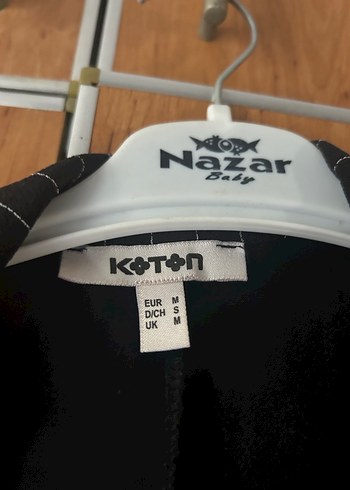 Nazar
Baby
KOTON
EUR M
D/CH S
UK M